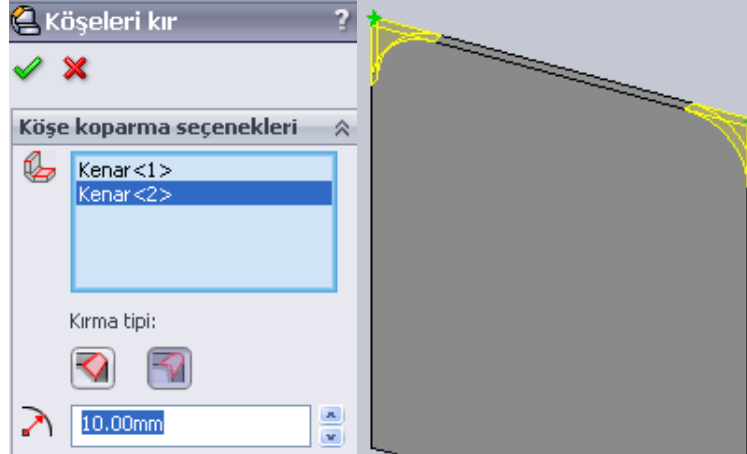 Köşeleri kır ?
Köşe koparma seçenekleri
Kenar<1>
Kenar<2>
Kırma tipi:
10.00mm